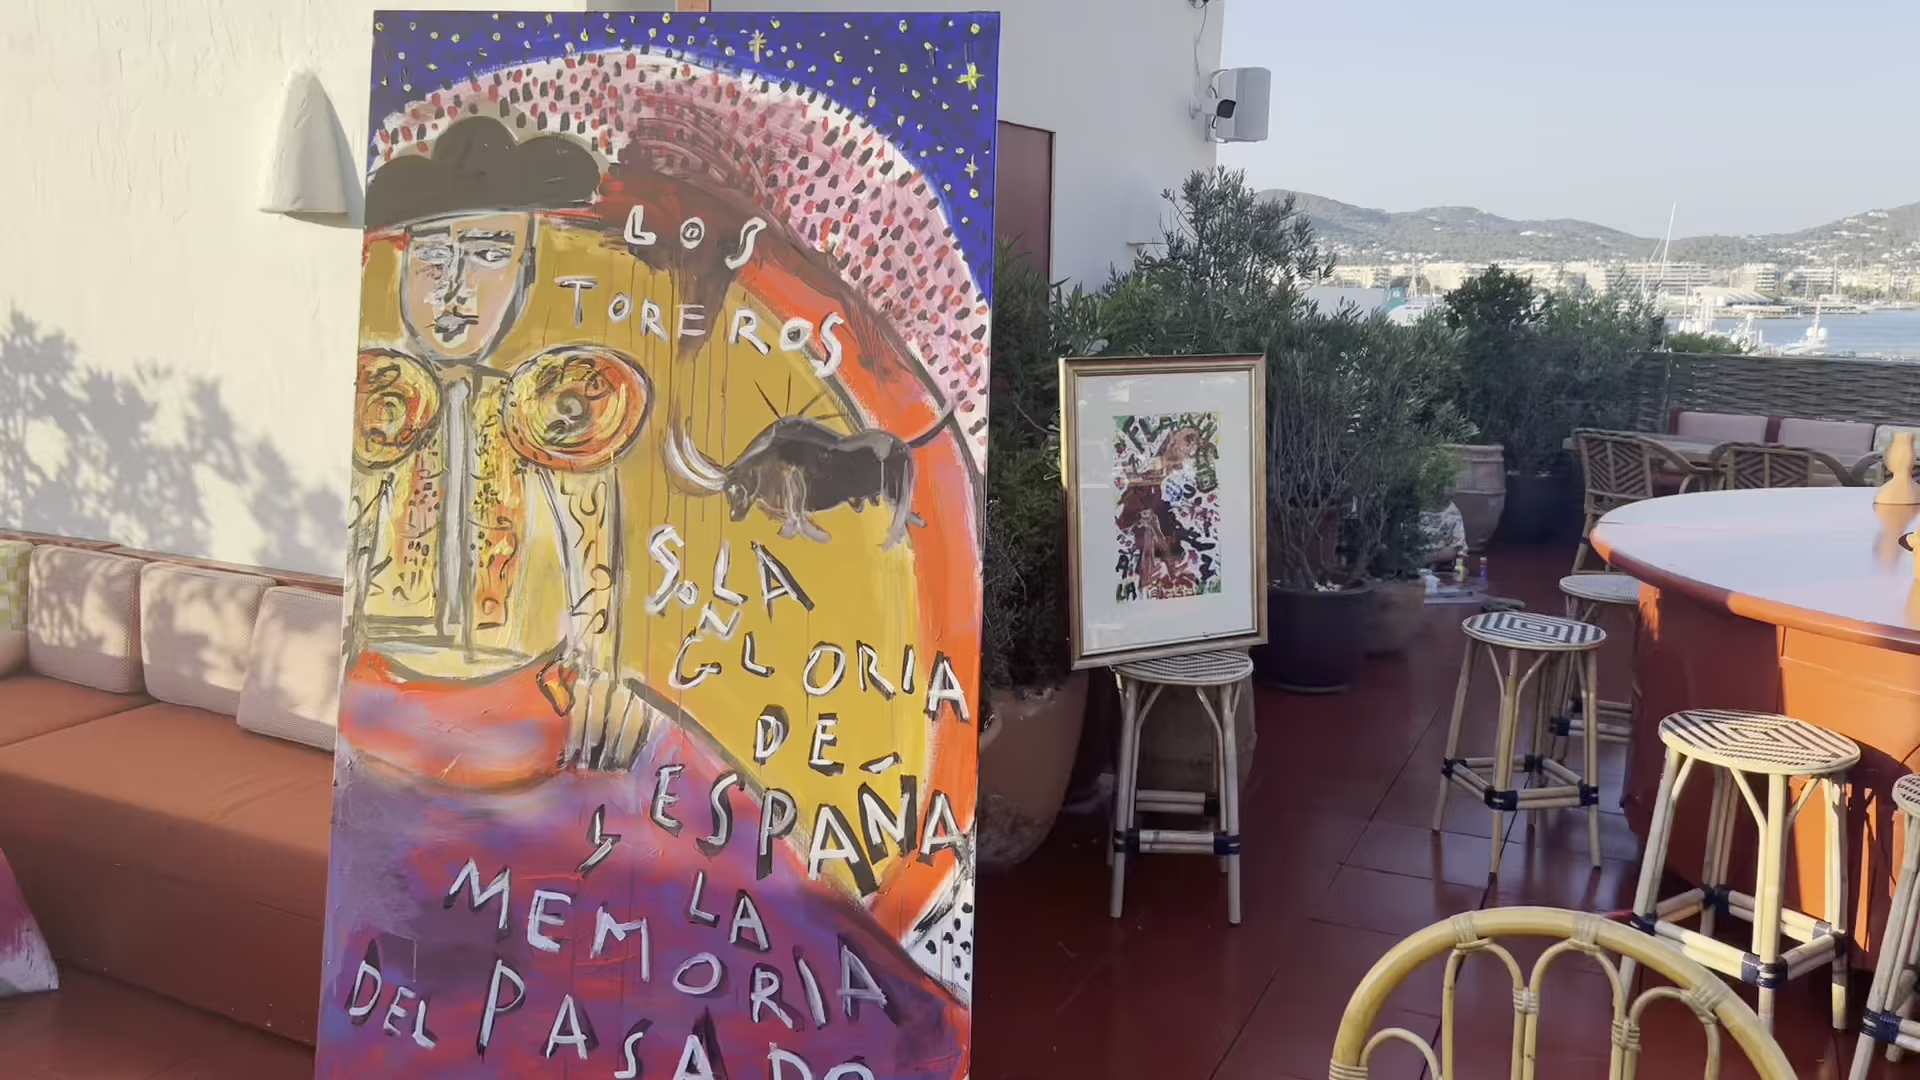 LOS
TOREROS
SON LA
GLORIA
DE
ESPAÑA
Y LA
MEMORIA
DEL PASADO